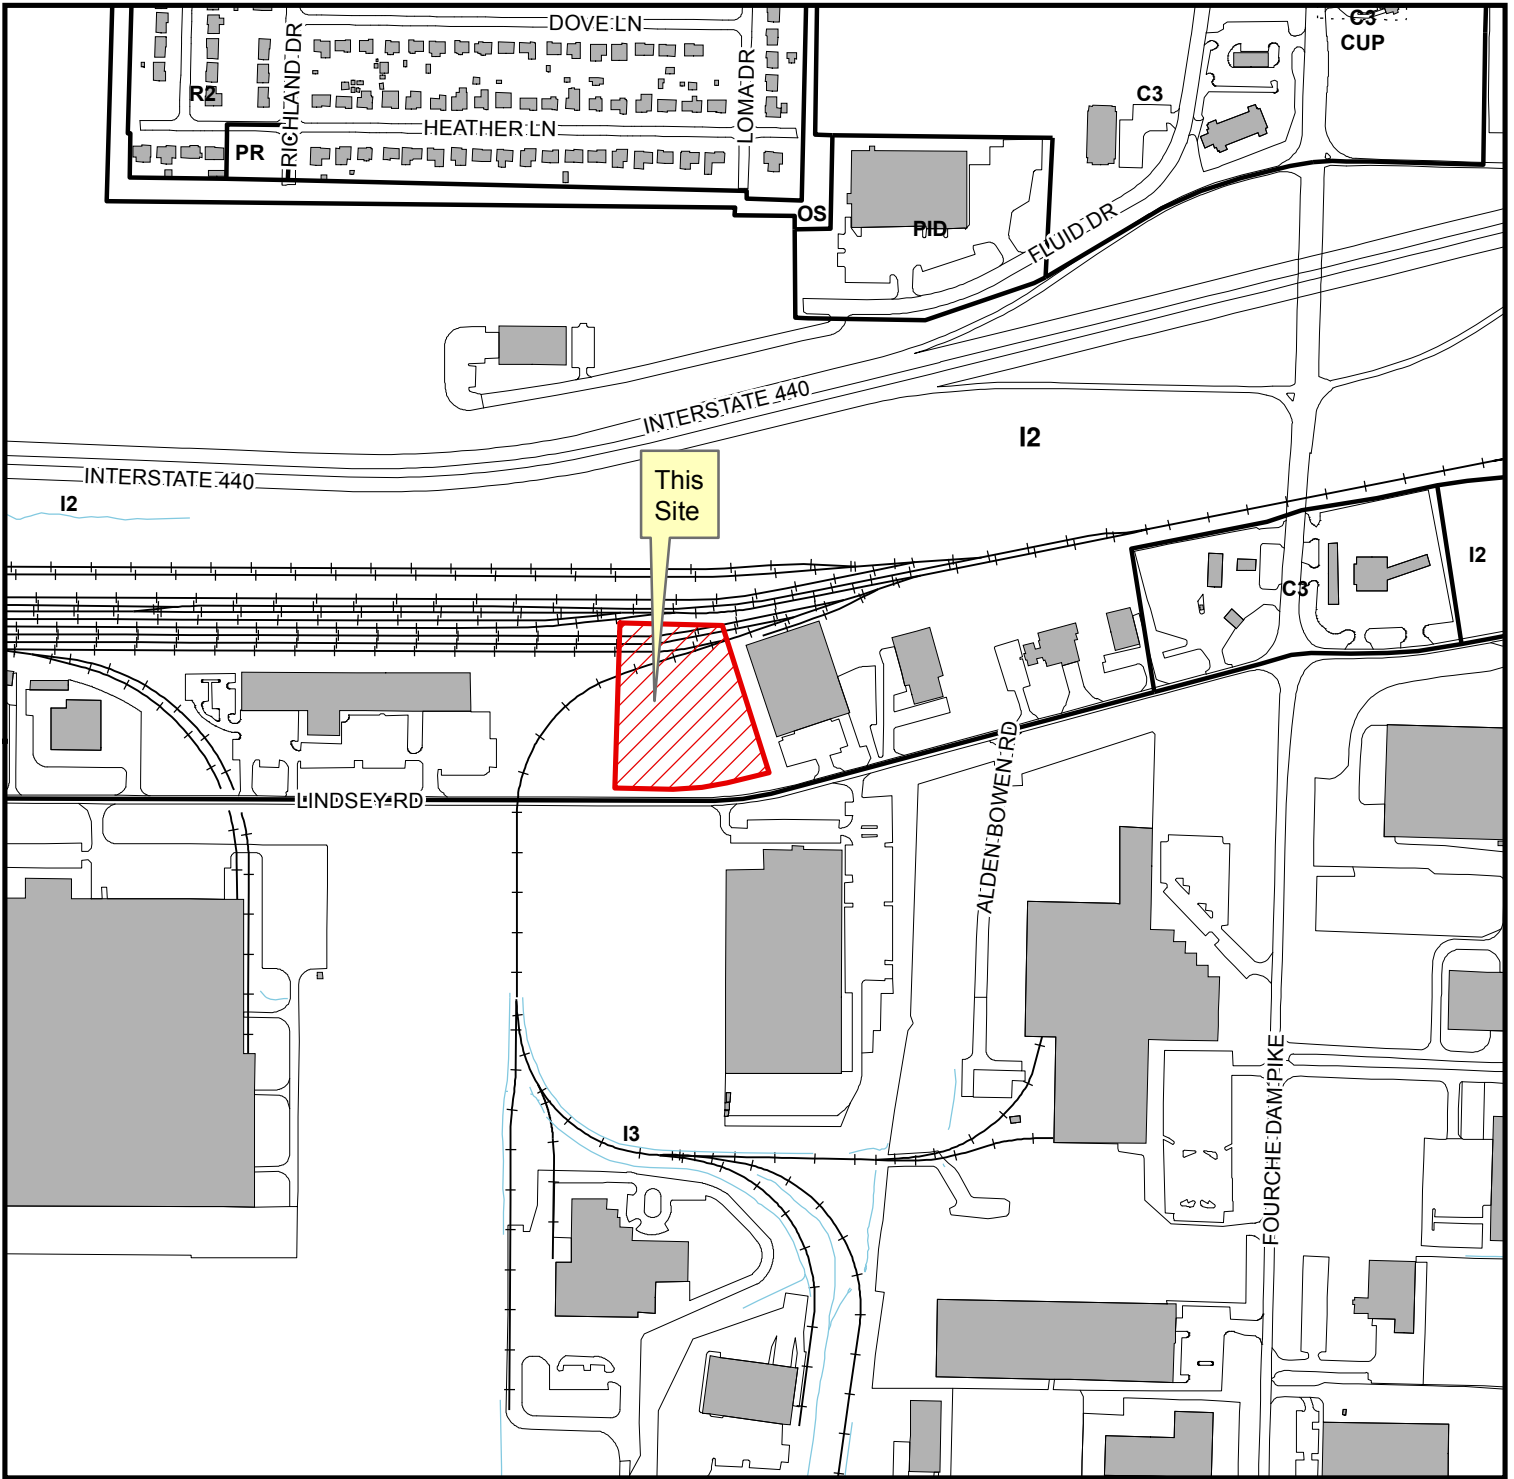 C3
CUP
DOVE LN
RICHLAND DR
LOMA DR
R2
C3
HEATHER LN
PR
OS
PID
FLUID DR
INTERSTATE 440
I2
INTERSTATE 440
This
Site
I2
I2
C3
ALDEN BOWEN RD
LINDSEY RD
FOURCHE DAM PIKE
I3